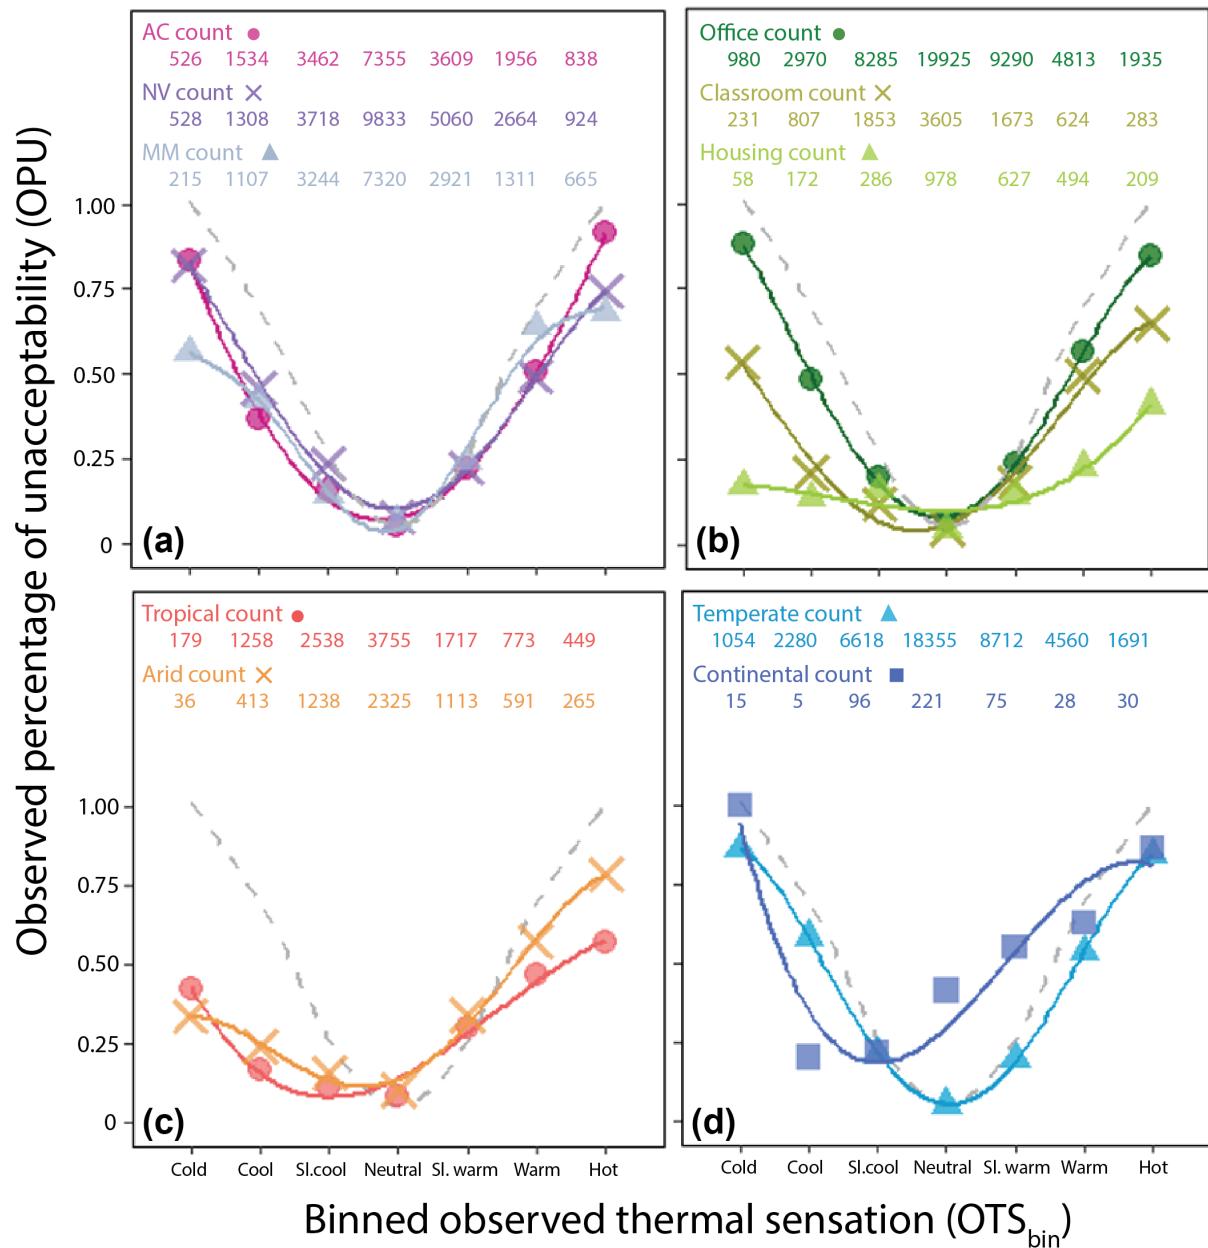 AC count
526 1534 3462 7355 3609 1956 838
NV count
528 1308 3718 9833 5060 2664 924
MM count
215 1107 3244 7320 2921 1311 665
Office count
980 2970 8285 19925 9290 4813 1935
Classroom count
231 807 1853 3605 1673 624 283
Housing count
58 172 286 978 627 494 209
1.00
0.75
0.50
0.25
0
(a)
(b)
Tropical count
179 1258 2538 3755 1717 773 449
Arid count
36 413 1238 2325 1113 591 265
Temperate count
1054 2280 6618 18355 8712 4560 1691
Continental count
15 5 96 221 75 28 30
1.00
0.75
0.50
0.25
0
(c)
(d)
Cold Cool Sl.cool Neutral Sl. warm Warm Hot
Cold Cool Sl.cool Neutral Sl. warm Warm Hot
Observed percentage of unacceptability (OPU)
Binned observed thermal sensation (OTSbin)